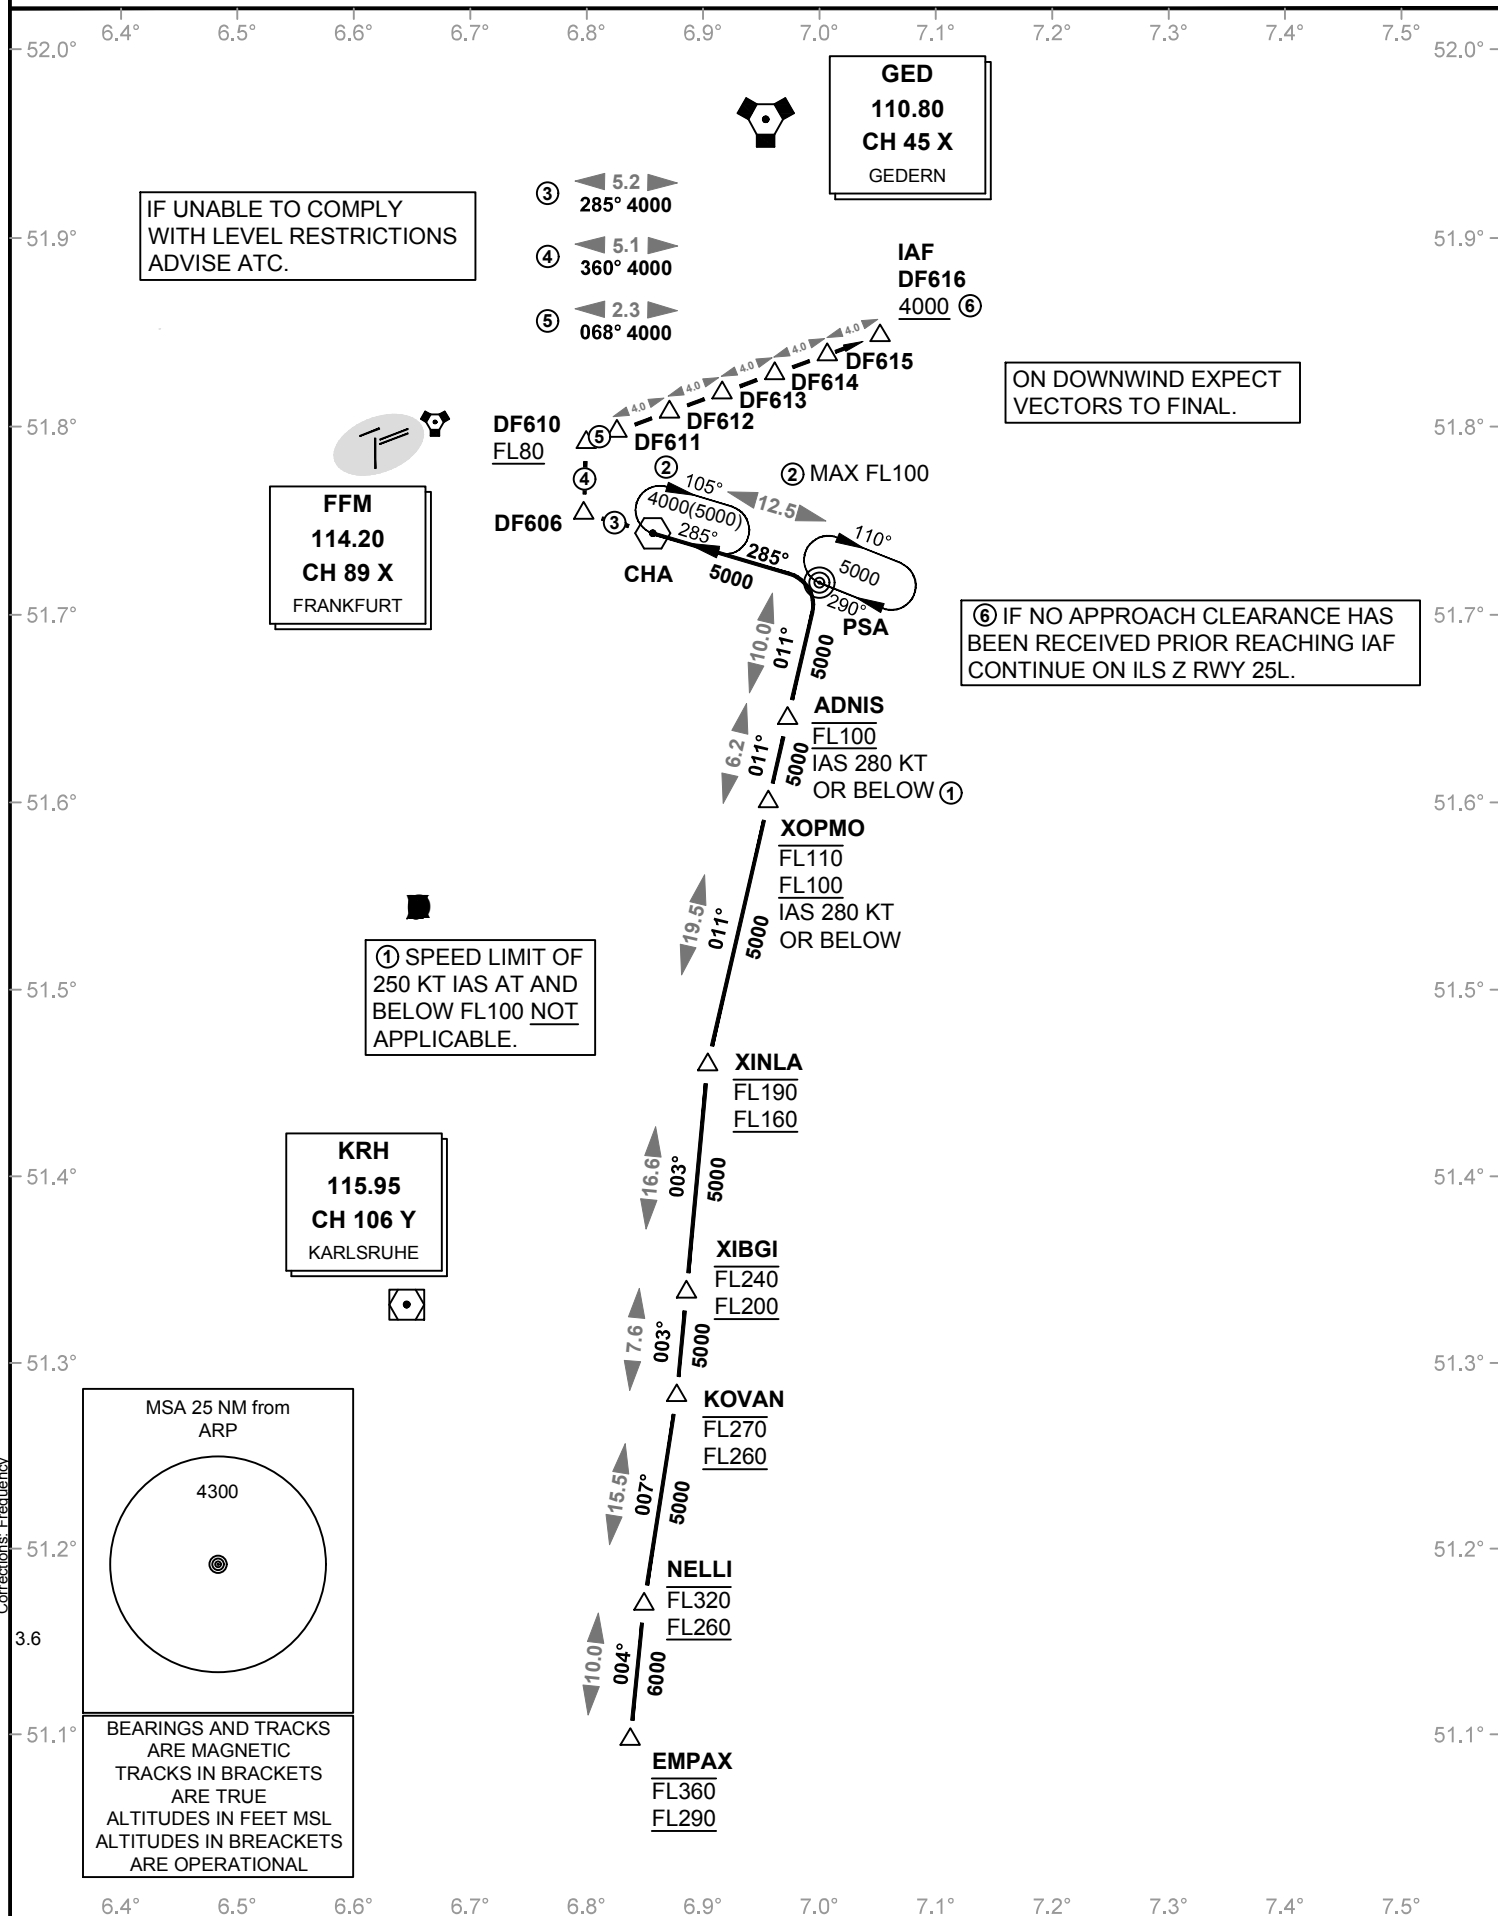 6.4° 6.5° 6.6° 6.7° 6.8° 6.9° 7.0° 7.1° 7.2° 7.3° 7.4° 7.5°
52.0° 52.0°
GED
110.80
CH 45 X
GEDERN
IF UNABLE TO COMPLY
WITH LEVEL RESTRICTIONS
ADVISE ATC.
③ 5.2
285° 4000
④ 5.1
360° 4000
⑤ 2.3
068° 4000
51.9° 51.9°
IAF
DF616
4000 ⑥
4.0 4.0 4.0 4.0 4.0
DF615
DF614
DF613
DF612
DF611
ON DOWNWIND EXPECT
VECTORS TO FINAL.
51.8° 51.8°
DF610
FL80
⑤
④
③
DF606
②
② MAX FL100
105°
4000(5000)
285°
12.5
110°
5000
290°
PSA
CHA
285°
5000
FFM
114.20
CH 89 X
FRANKFURT
51.7° 51.7°
⑥ IF NO APPROACH CLEARANCE HAS
BEEN RECEIVED PRIOR REACHING IAF
CONTINUE ON ILS Z RWY 25L.
10.0 011° 5000
ADNIS
FL100
IAS 280 KT
OR BELOW ①
6.2 011° 5000
51.6° 51.6°
XOPMO
FL110
FL100
IAS 280 KT
OR BELOW
19.5 011° 5000
① SPEED LIMIT OF
250 KT IAS AT AND
BELOW FL100 NOT
APPLICABLE.
51.5° 51.5°
XINLA
FL190
FL160
KRH
115.95
CH 106 Y
KARLSRUHE
51.4° 51.4°
16.6 003° 5000
XIBGI
FL240
FL200
7.6 003° 5000
51.3° 51.3°
KOVAN
FL270
FL260
MSA 25 NM from
ARP
4300
15.5 007° 5000
51.2° 51.2°
Corrections: Frequency
3.6
NELLI
FL320
FL260
10.0 004° 6000
51.1° 51.1°
EMPAX
FL360
FL290
BEARINGS AND TRACKS
ARE MAGNETIC
TRACKS IN BRACKETS
ARE TRUE
ALTITUDES IN FEET MSL
ALTITUDES IN BREACKETS
ARE OPERATIONAL
6.4° 6.5° 6.6° 6.7° 6.8° 6.9° 7.0° 7.1° 7.2° 7.3° 7.4° 7.5°